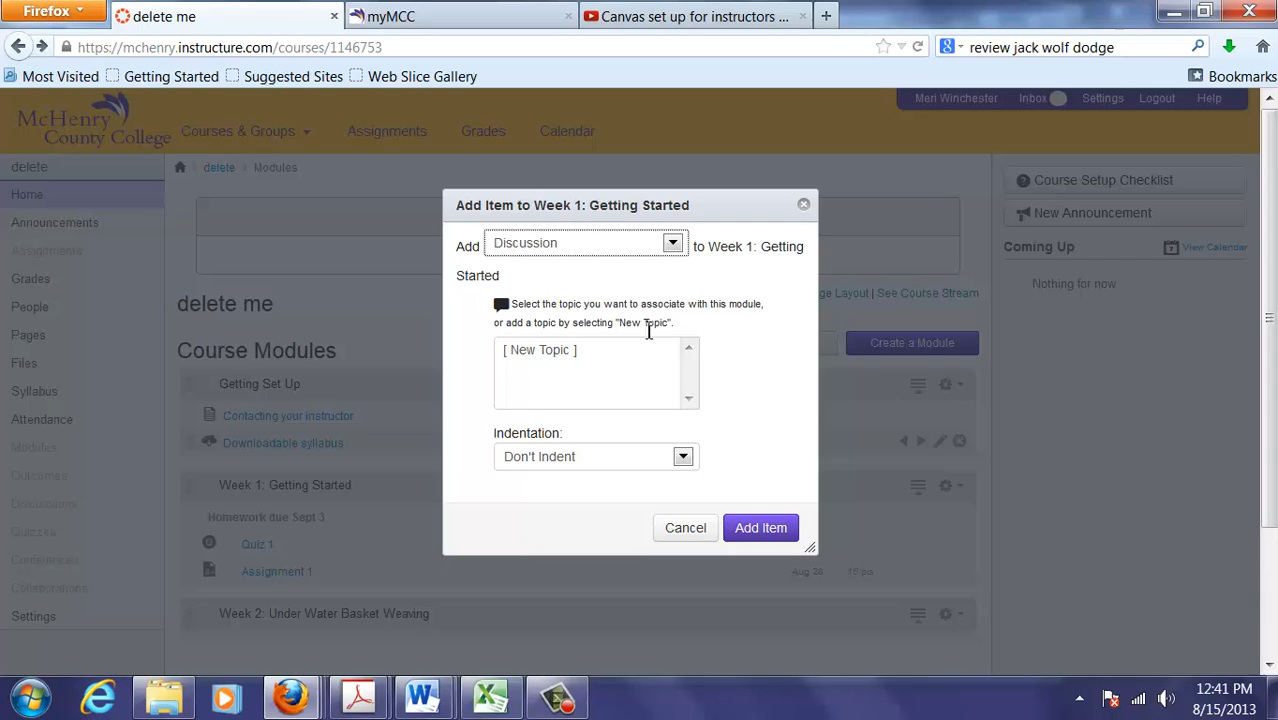 Firefox
delete me
myMCC
Canvas set up for instructors ...
https://mchenry.instructure.com/courses/1146753
review jack wolf dodge
Most Visited
Getting Started
Suggested Sites
Web Slice Gallery
Bookmarks
McHenry
County College
Courses & Groups
Assignments
Grades
Calendar
Meri Winchester
Inbox
Settings
Logout
Help
delete
Home
Announcements
Assignments
Grades
People
Pages
Files
Syllabus
Attendance
Modules
Outcomes
Discussions
Quizzes
Conferences
Collaborations
Settings
delete
Modules
ge Layout | See Course Stream
delete me
Course Modules
Create a Module
Getting Set Up
Contacting your instructor
Downloadable syllabus
Week 1: Getting Started
Homework due Sept 3
Quiz 1
Assignment 1
Aug 26
15 pts
Week 2: Under Water Basket Weaving
Add Item to Week 1: Getting Started
Add Discussion to Week 1: Getting
Started
Select the topic you want to associate with this module,
or add a topic by selecting "New Topic".
[ New Topic ]
Indentation:
Don't Indent
Cancel
Add Item
Course Setup Checklist
New Announcement
Coming Up
View Calendar
Nothing for now
12:41 PM
8/15/2013